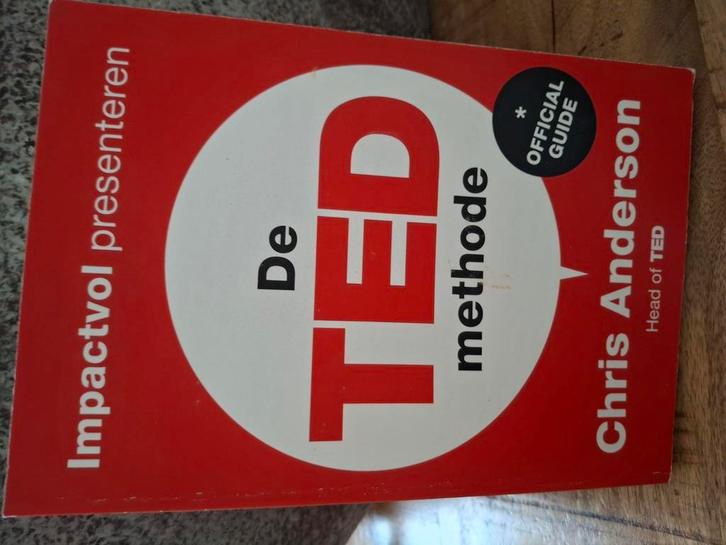 Impactvol presenteren
De
TED
methode
*
OFFICIAL
GUIDE
Chris Anderson
Head of TED